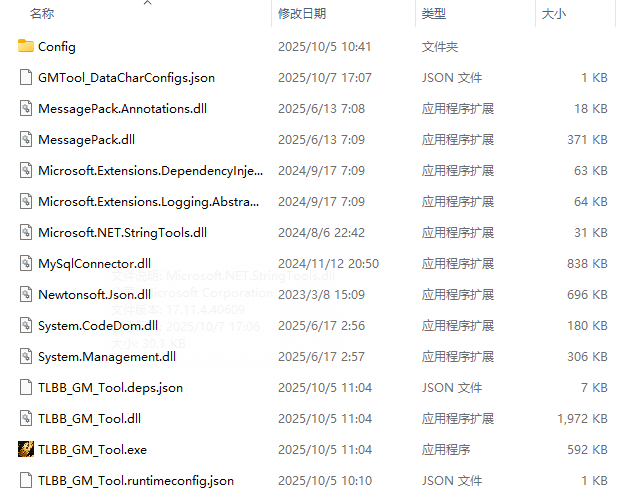 名称 修改日期 类型 大小
Config 2025/10/5 10:41 文件夹
GMTool_DataCharConfigs.json 2025/10/7 17:07 JSON 文件 1 KB
MessagePack.Annotations.dll 2025/6/13 7:08 应用程序扩展 18 KB
MessagePack.dll 2025/6/13 7:09 应用程序扩展 371 KB
Microsoft.Extensions.DependencyInje... 2024/9/17 7:09 应用程序扩展 63 KB
Microsoft.Extensions.Logging.Abstra... 2024/9/17 7:09 应用程序扩展 64 KB
Microsoft.NET.StringTools.dll 2024/8/6 22:42 应用程序扩展 31 KB
MySqlConnector.dll 2024/11/12 20:50 应用程序扩展 838 KB
文件说明: Microsoft.NET.StringTools.dll
Newtonsoft.Json.dll 2023/3/8 15:09 应用程序扩展 696 KB
Microsoft Corporation
文件版本: 17.11.4.40609
System.CodeDom.dll 2025/6/17 2:56 应用程序扩展 180 KB
2025/10/7 17:06
大小: 30.1 KB
System.Management.dll 2025/6/17 2:57 应用程序扩展 306 KB
TLBB_GM_Tool.deps.json 2025/10/5 11:04 JSON 文件 7 KB
TLBB_GM_Tool.dll 2025/10/5 11:04 应用程序扩展 1,972 KB
TLBB_GM_Tool.exe 2025/10/5 11:04 应用程序 592 KB
TLBB_GM_Tool.runtimeconfig.json 2025/10/5 10:10 JSON 文件 1 KB